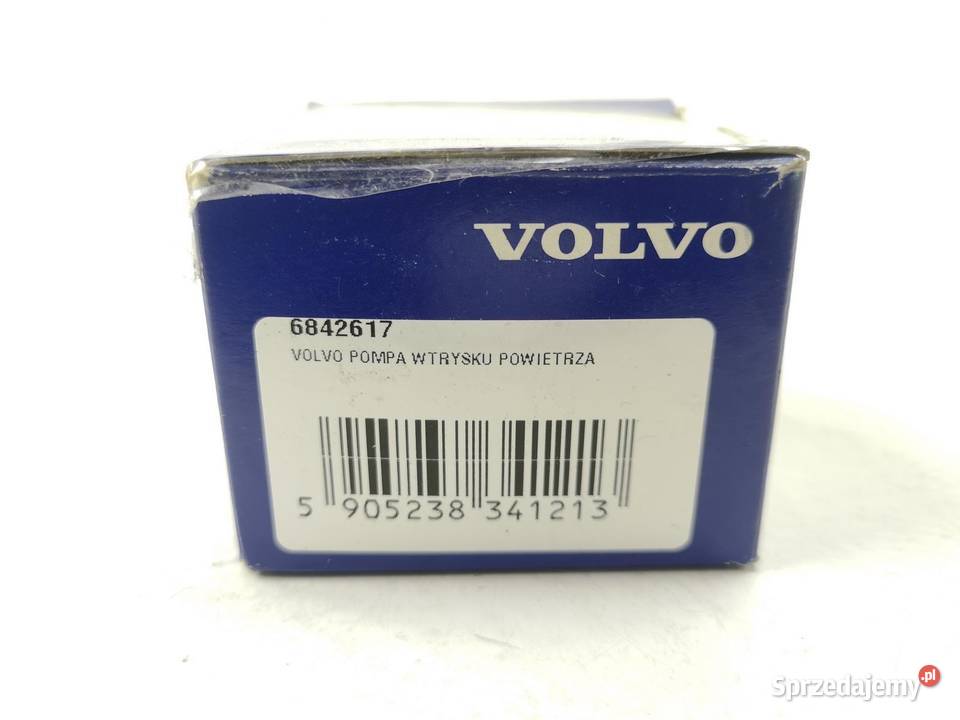 VOLVO
6842617
VOLVO POMPA WTRYSKU POWIETRZA
5 905238 341213
Sprzedajemy.pl